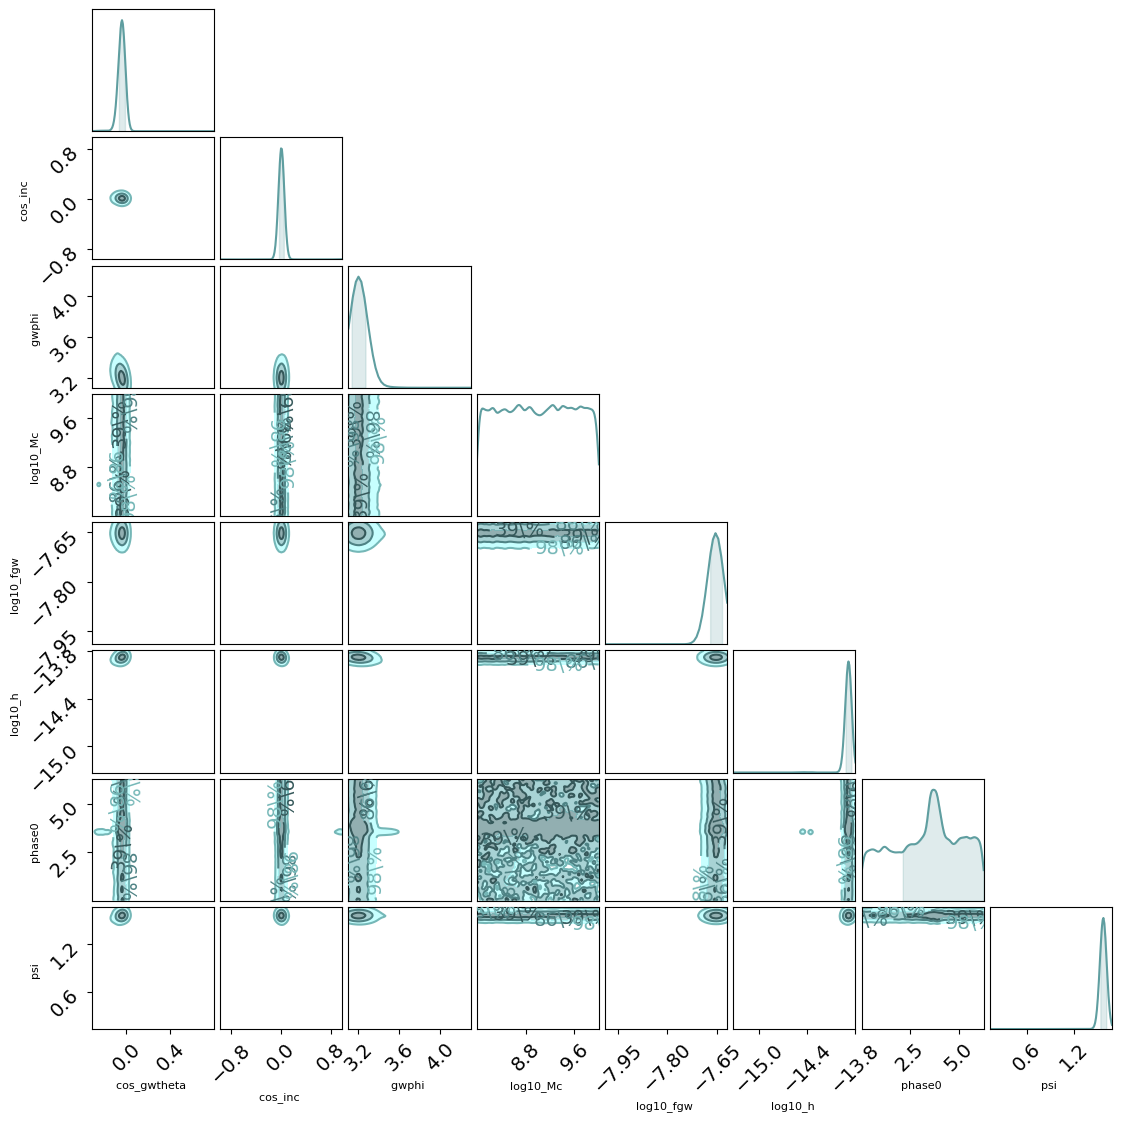 0.8
0.0
−0.8
cos_inc
4.0
3.6
3.2
gwphi
9.6
8.8
log10_Mc
−7.65
−7.80
−7.95
log10_fgw
−13.8
−14.4
−15.0
log10_h
5.0
2.5
phase0
1.2
0.6
psi
0.0 0.4
−0.8 0.0 0.8
3.2 3.6 4.0
8.8 9.6
−7.95 −7.80 −7.65
−15.0 −14.4 −13.8
2.5 5.0
0.6 1.2
cos_gwtheta
cos_inc
gwphi
log10_Mc
log10_fgw
log10_h
phase0
psi